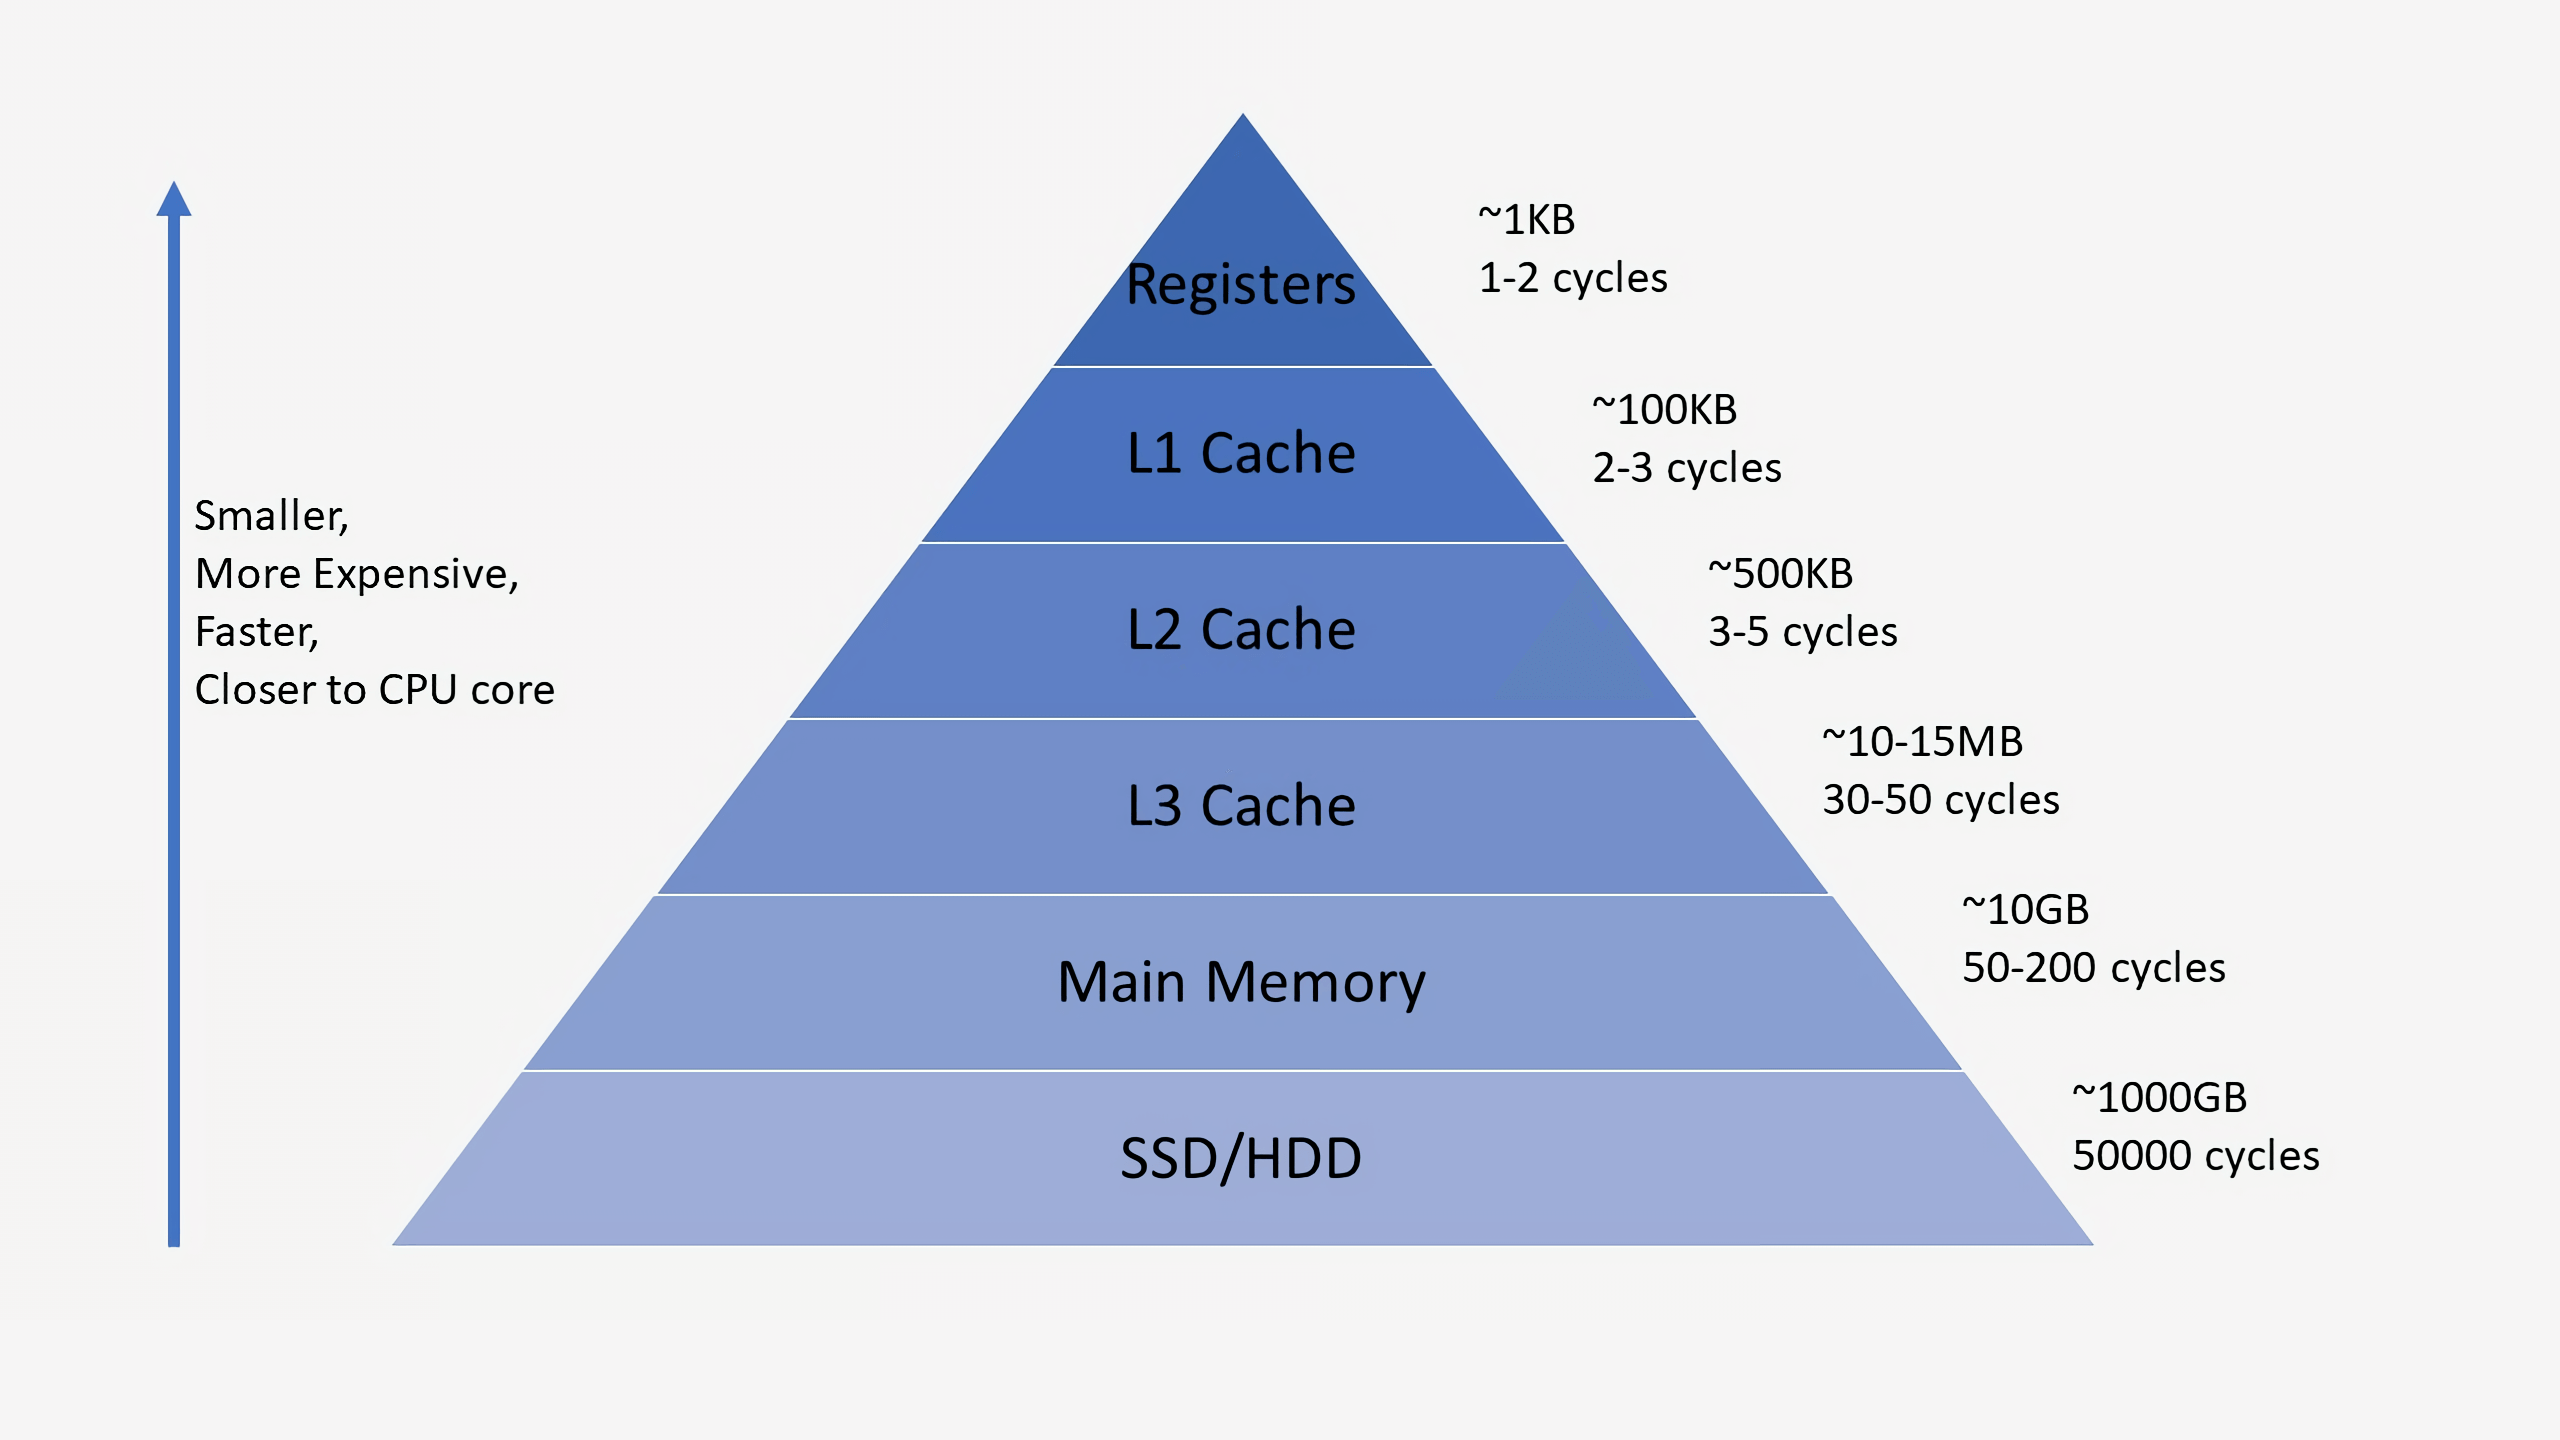 Registers
~1KB
1-2 cycles
L1 Cache
~100KB
2-3 cycles
Smaller,
More Expensive,
Faster,
Closer to CPU core
L2 Cache
~500KB
3-5 cycles
L3 Cache
~10-15MB
30-50 cycles
Main Memory
~10GB
50-200 cycles
SSD/HDD
~1000GB
50000 cycles